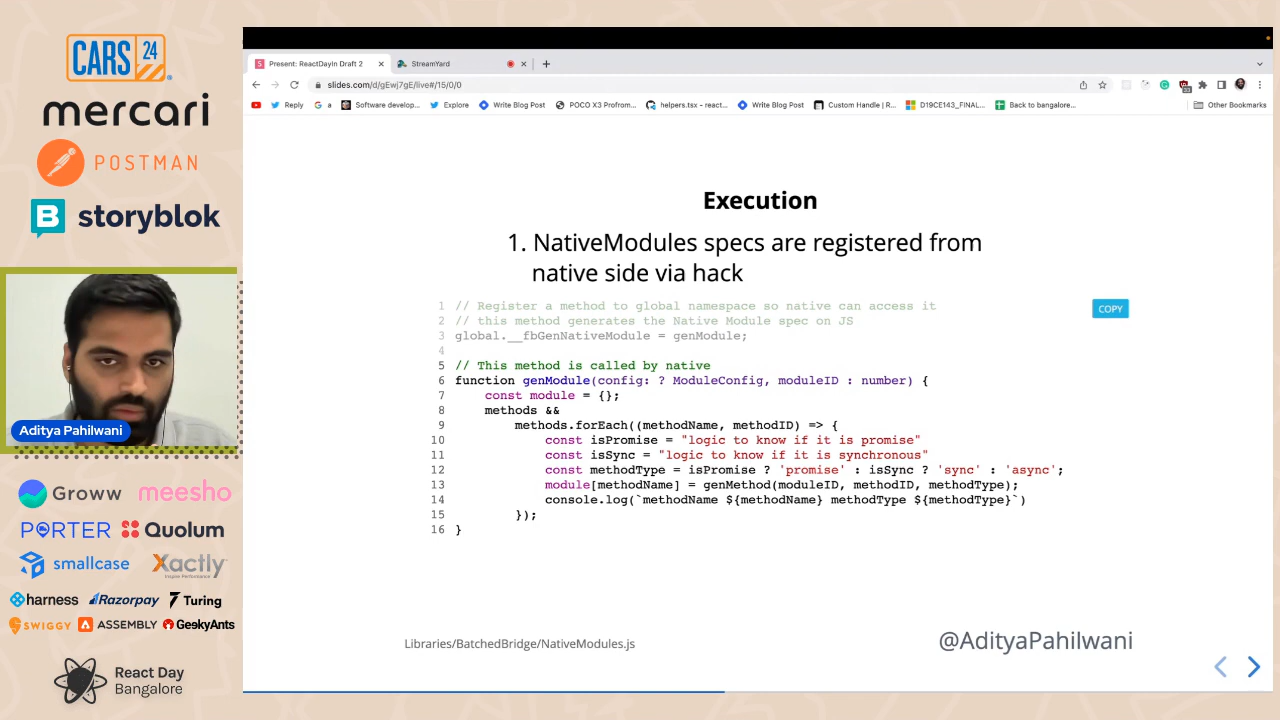 CARS 24
mercari
POSTMAN
B storyblok
Aditya Pahilwani
Groww meesho
PORTER Quolum
smallcase Xactly
Inspire Performance™
harness Razorpay Turing
SWIGGY ASSEMBLY GeekyAnts
React Day
Bangalore
S Present: ReactDayIn Draft 2 StreamYard
slides.com/d/gEwj7gE/live#/15/0/0
Reply G a Software develop... Explore Write Blog Post POCO X3 Profrom... helpers.tsx - react... Write Blog Post Custom Handle | R... D19CE143_FINAL... Back to bangalore... Other Bookmarks
Execution
1. NativeModules specs are registered from
native side via hack
COPY
1 // Register a method to global namespace so native can access it
2 // this method generates the Native Module spec on JS
3 global.__fbGenNativeModule = genModule;
4
5 // This method is called by native
6 function genModule(config: ? ModuleConfig, moduleID : number) {
7 const module = {};
8 methods &&
9 methods.forEach((methodName, methodID) => {
10 const isPromise = "logic to know if it is promise"
11 const isSync = "logic to know if it is synchronous"
12 const methodType = isPromise ? 'promise' : isSync ? 'sync' : 'async';
13 module[methodName] = genMethod(moduleID, methodID, methodType);
14 console.log(`methodName ${methodName} methodType ${methodType}`)
15 });
16 }
Libraries/BatchedBridge/NativeModules.js
@AdityaPahilwani